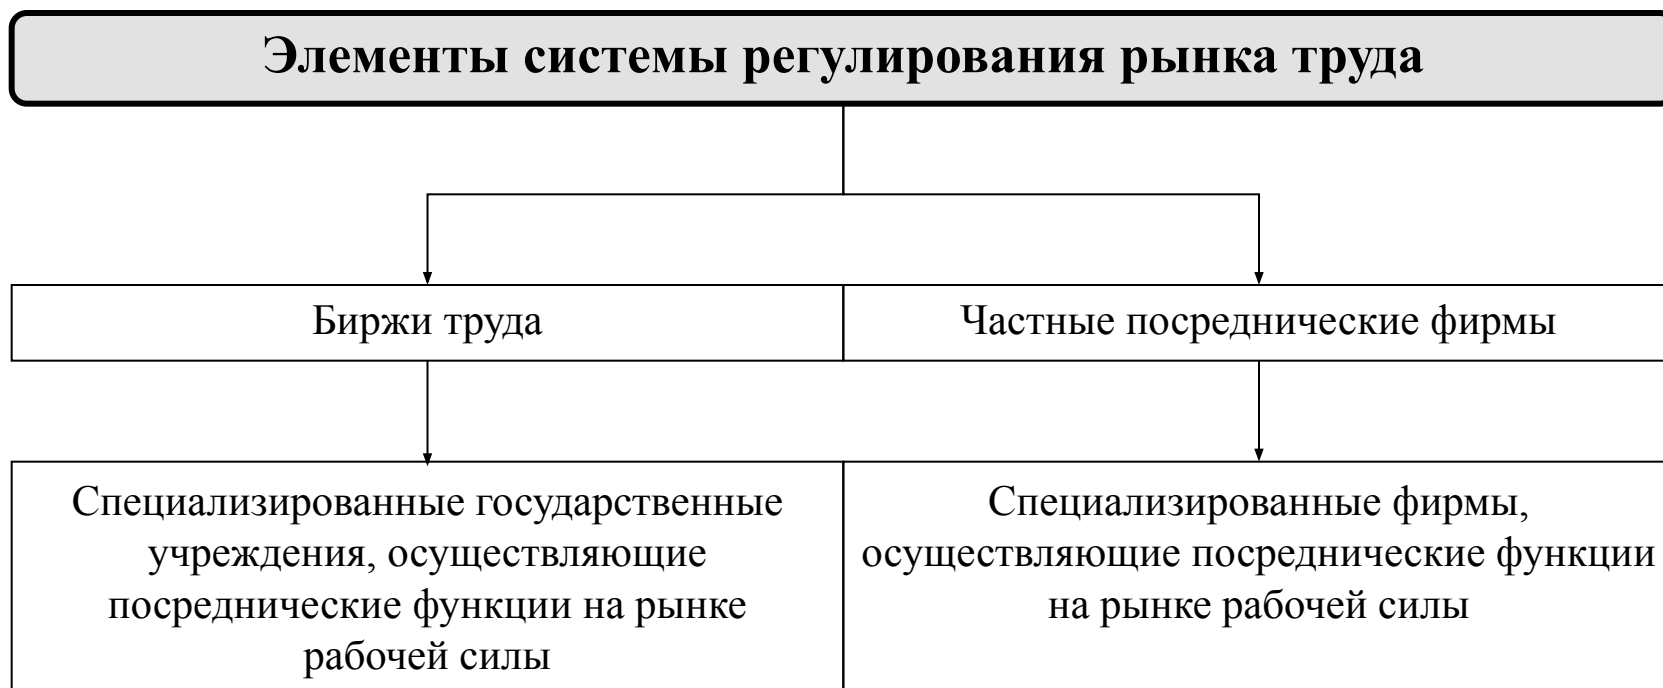 Элементы системы регулирования рынка труда
Биржи труда
Частные посреднические фирмы
Специализированные государственные
учреждения, осуществляющие
посреднические функции на рынке
рабочей силы
Специализированные фирмы,
осуществляющие посреднические функции
на рынке рабочей силы